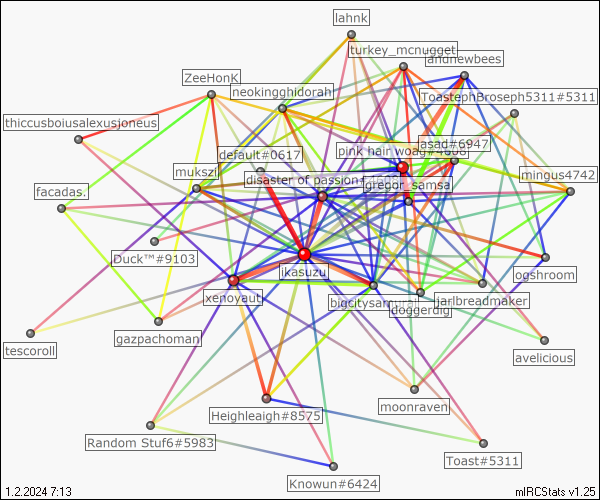 lahnk
turkey_mcnugget
andnewbees
ZeeHonK
neokingghidorah
ToastephBroseph5311#5311
thiccusboiusalexusjoneus
asad#6947
pink hair woag#4868
default#0617
mukszi
disaster of passion
gregor_samsa
mingus4742
facadas.
Duck™#9103
ikasuzu
ogshroom
xenoyaut
bigcitysamurai
jarlbreadmaker
doggerdig
gazpachoman
tescoroll
avelicious
moonraven
Heighleaigh#8575
Random Stuf6#5983
Toast#5311
Knowun#6424
1.2.2024 7:13
mIRCStats v1.25